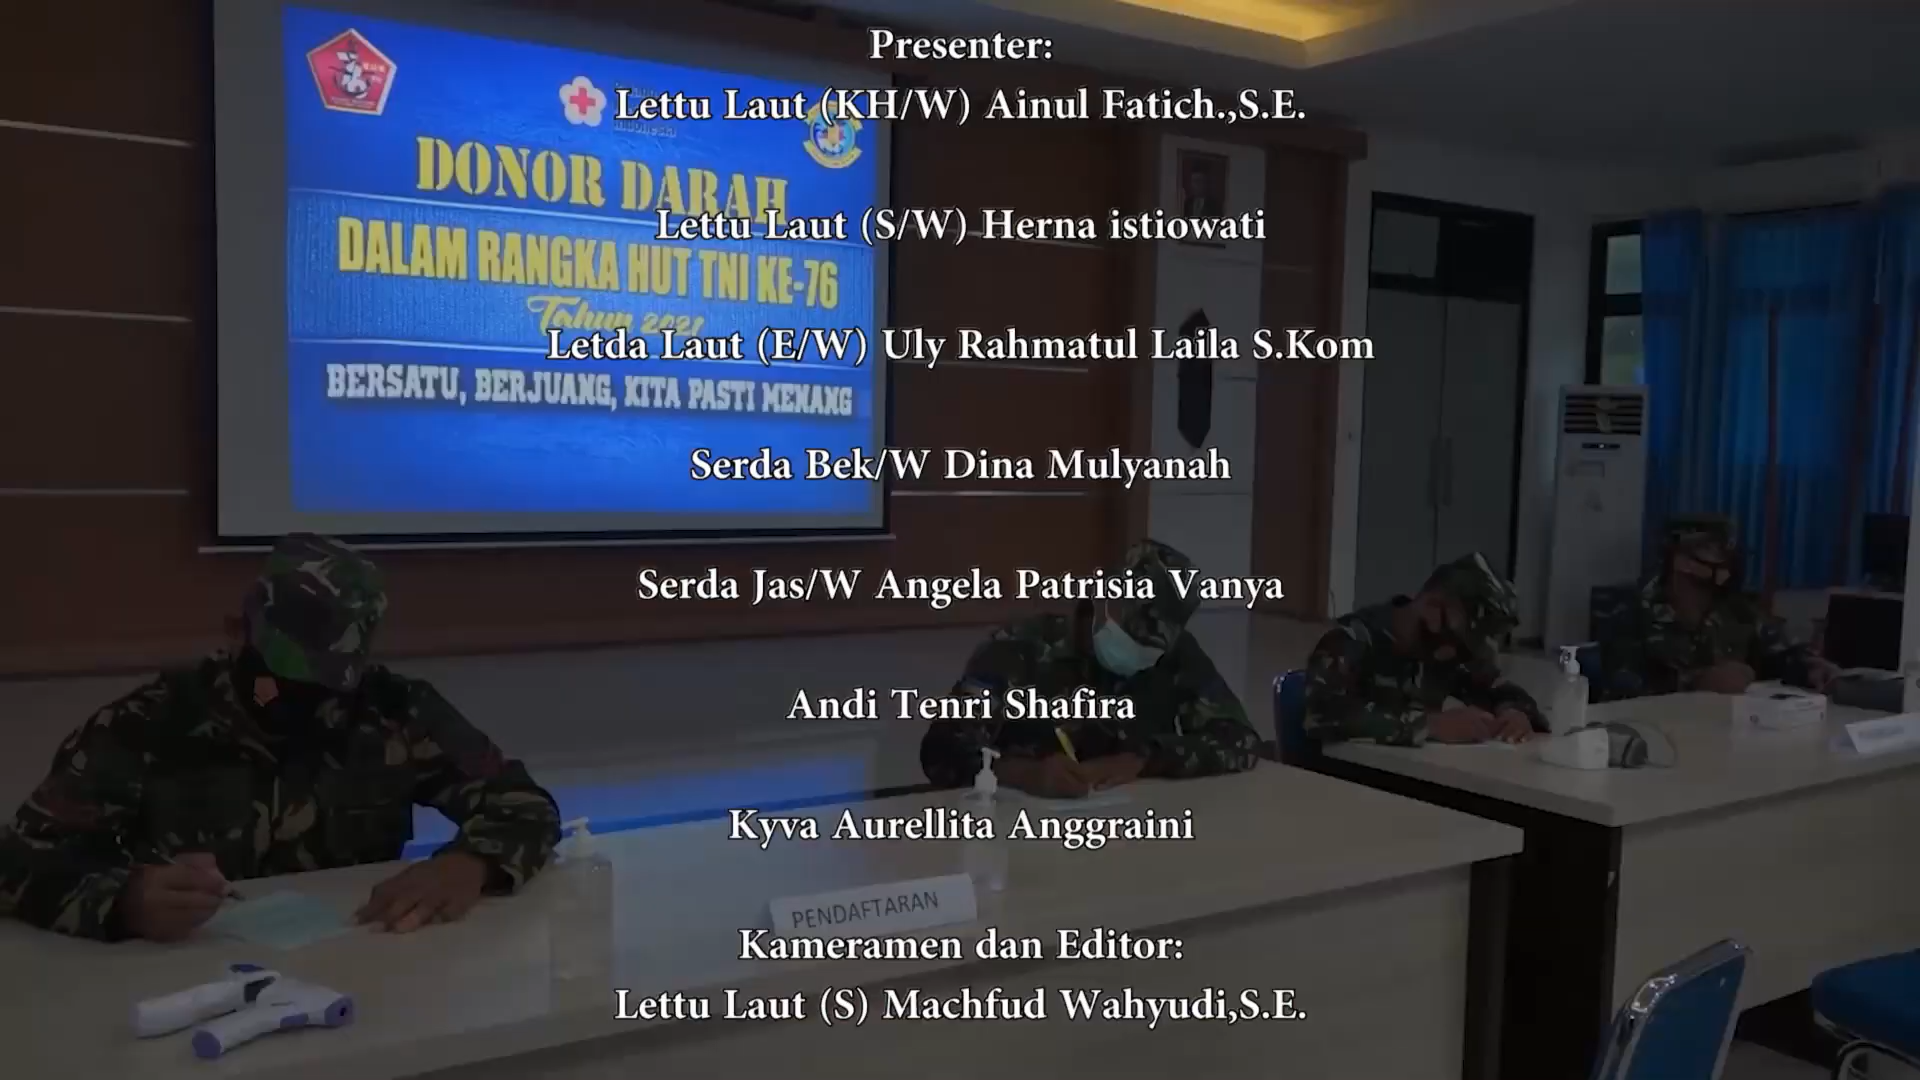 Presenter:
Lettu Laut (KH/W) Ainul Fatich.,S.E.
Lettu Laut (S/W) Herna istiowati
Letda Laut (E/W) Uly Rahmatul Laila S.Kom
Serda Bek/W Dina Mulyanah
Serda Jas/W Angela Patrisia Vanya
Andi Tenri Shafira
Kyva Aurellita Anggraini
Kameramen dan Editor:
Lettu Laut (S) Machfud Wahyudi,S.E.
DONOR DARAH
DALAM RANGKA HUT TNI KE-76
Tahun 2021
BERSATU, BERJUANG, KITA PASTI MENANG
PENDAFTARAN